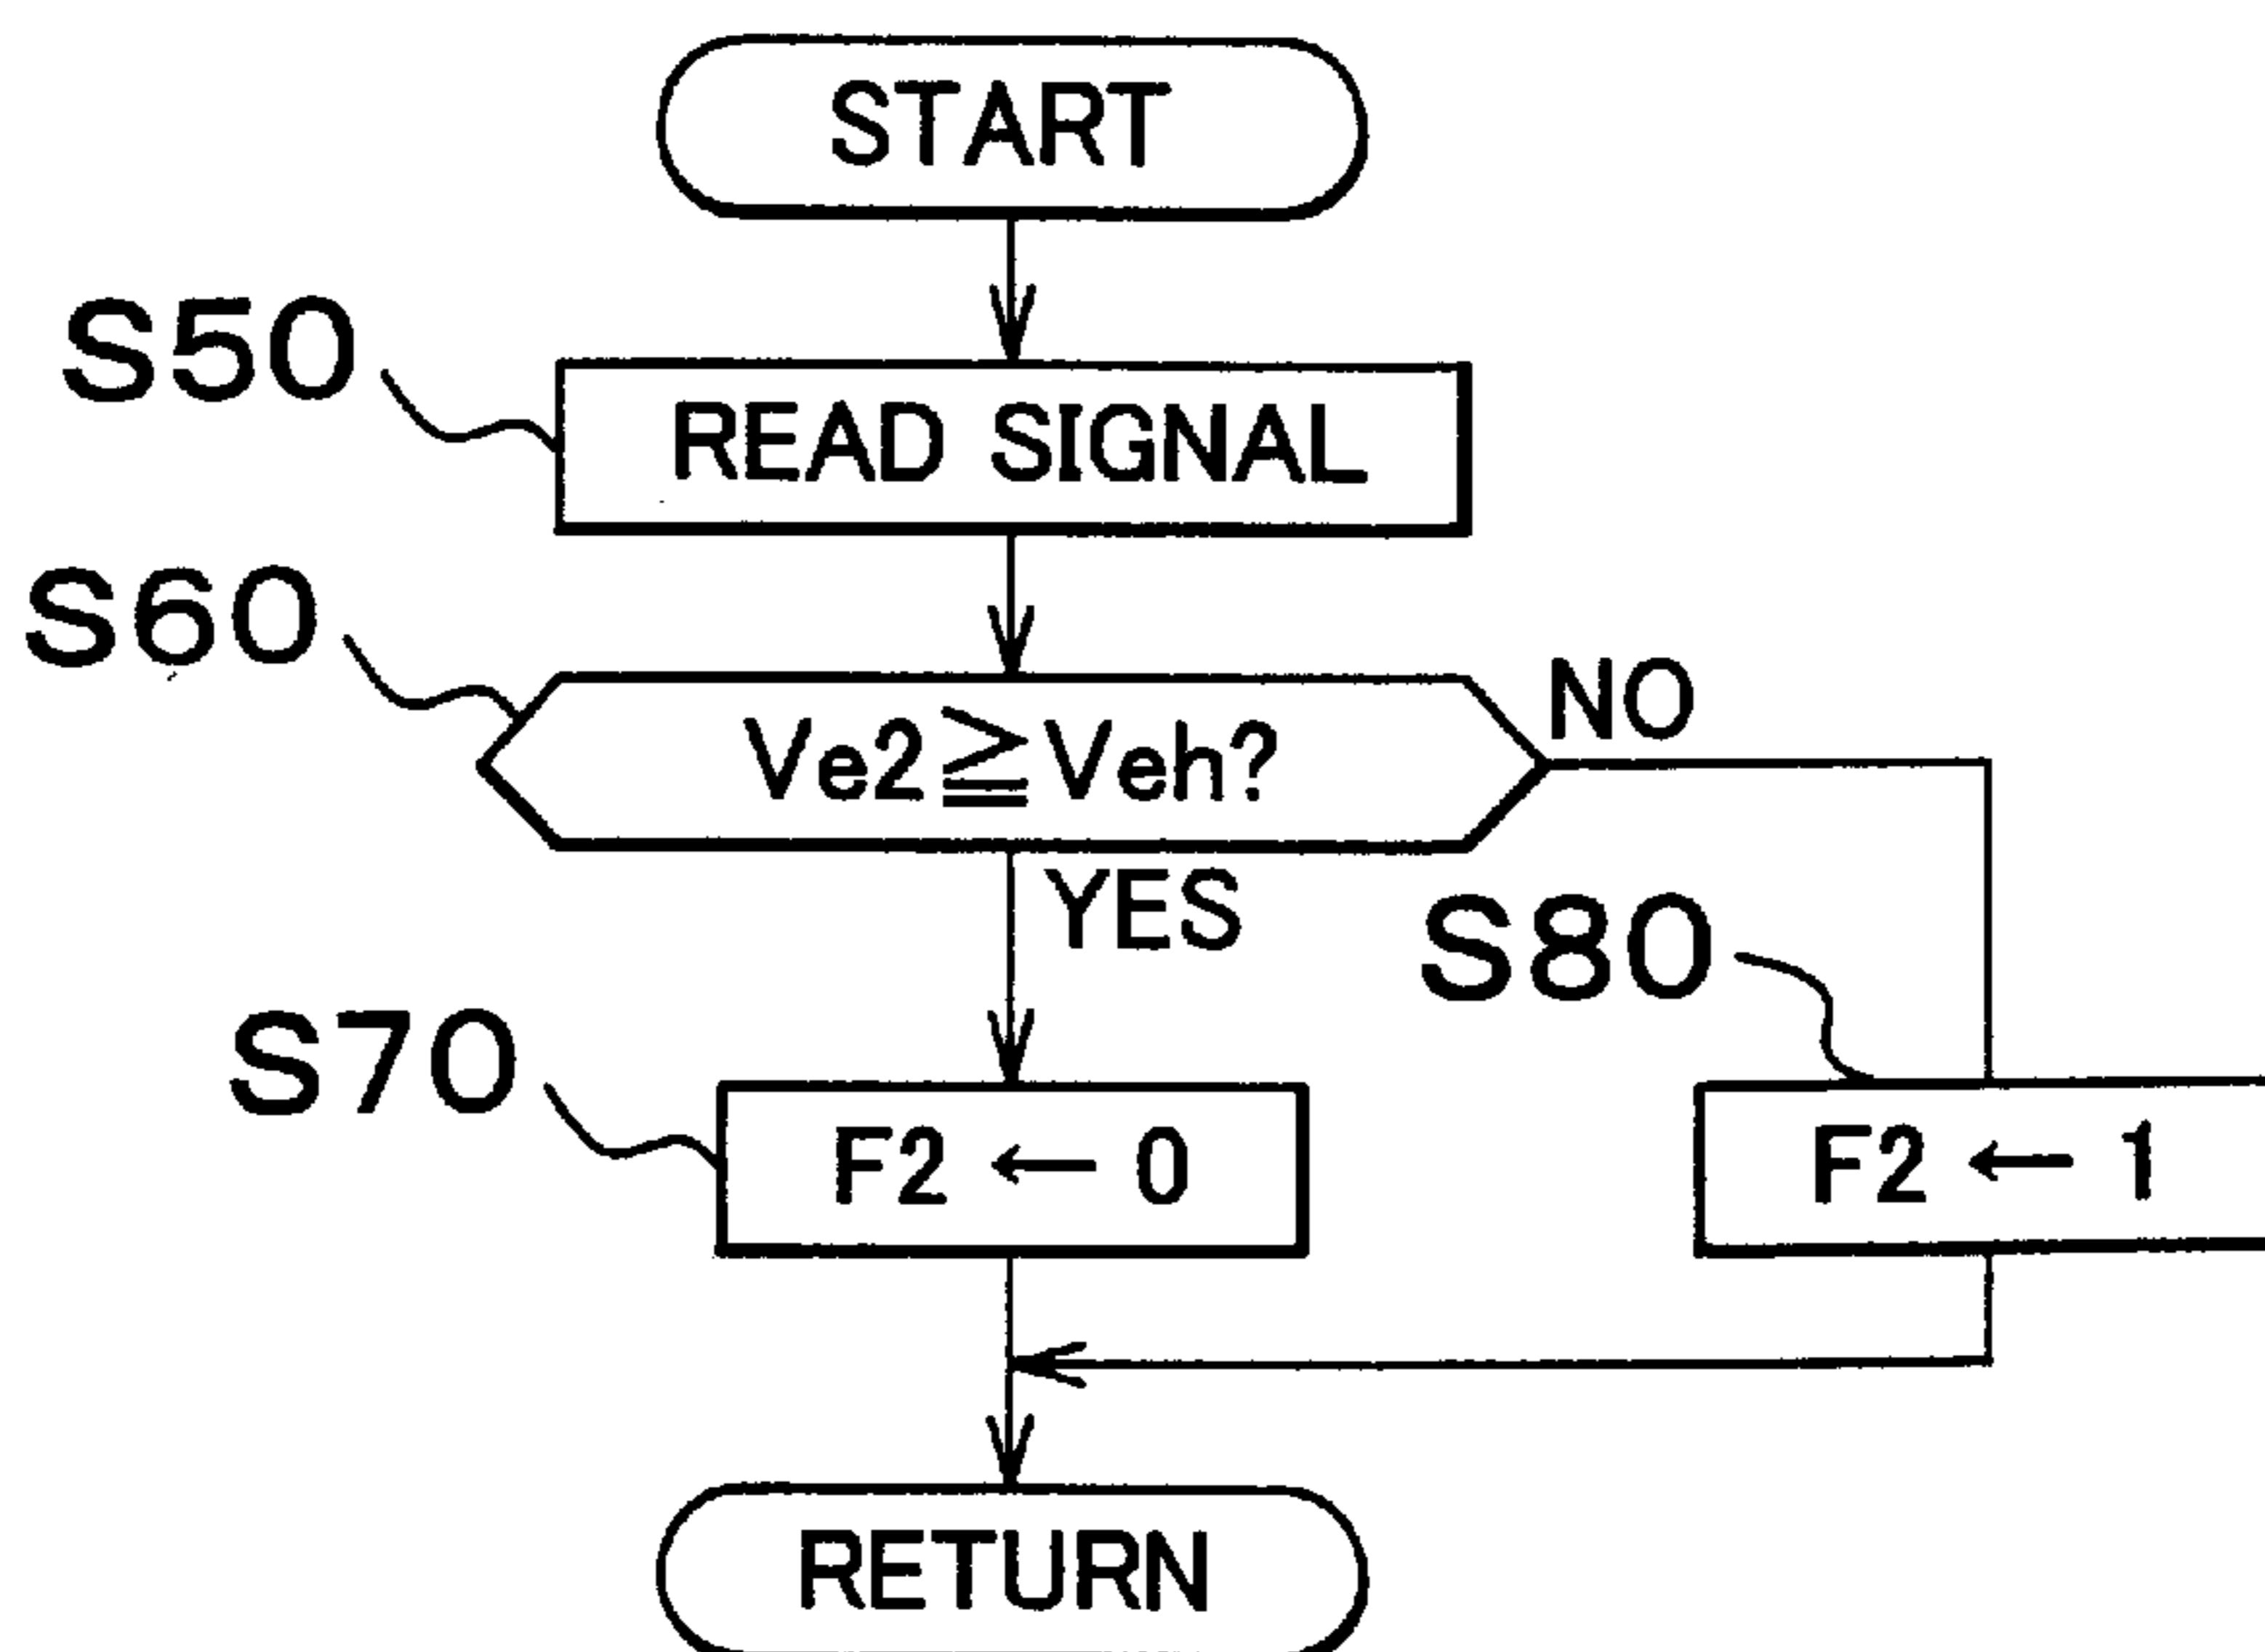 START
S50
READ SIGNAL
S60
Ve2≧Veh?
NO
YES
S80
S70
F2 ← 0
F2 ← 1
RETURN